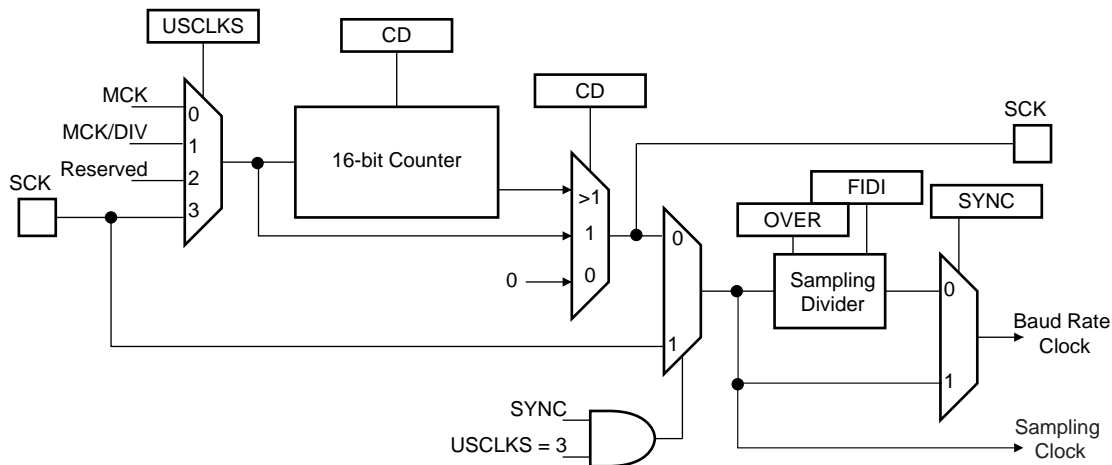 USCLKS
CD
CD
MCK
MCK/DIV
Reserved
SCK
0
1
2
3
16-bit Counter
>1
1
0
0
SCK
FIDI
OVER
SYNC
0
1
Sampling
Divider
0
1
Baud Rate
Clock
SYNC
USCLKS = 3
Sampling
Clock